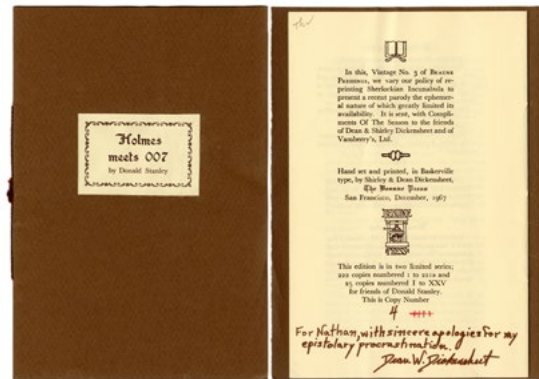 Holmes
meets 007
by Donald Stanley
In this, Vintage No. 3 of BEAUNE
PRESSINGS, we vary our policy of re-
printing Sherlockian Incunabula to
present a recent parody the ephemer-
al nature of which greatly limited its
availability. It is sent, with Compli-
ments Of The Season to the friends
of Dean & Shirley Dickensheet and of
Vamberry's, Ltd.
Hand set and printed, in Baskerville
type, by Shirley & Dean Dickensheet.
The Beaune Press
San Francisco, December, 1967
This edition is in two limited series;
222 copies numbered 1 to 221B and
25 copies numbered I to XXV
for friends of Donald Stanley.
This is Copy Number
4
For Nathan, with sincere apologies for my
epistolary procrastination.
Dean W. Dickensheet